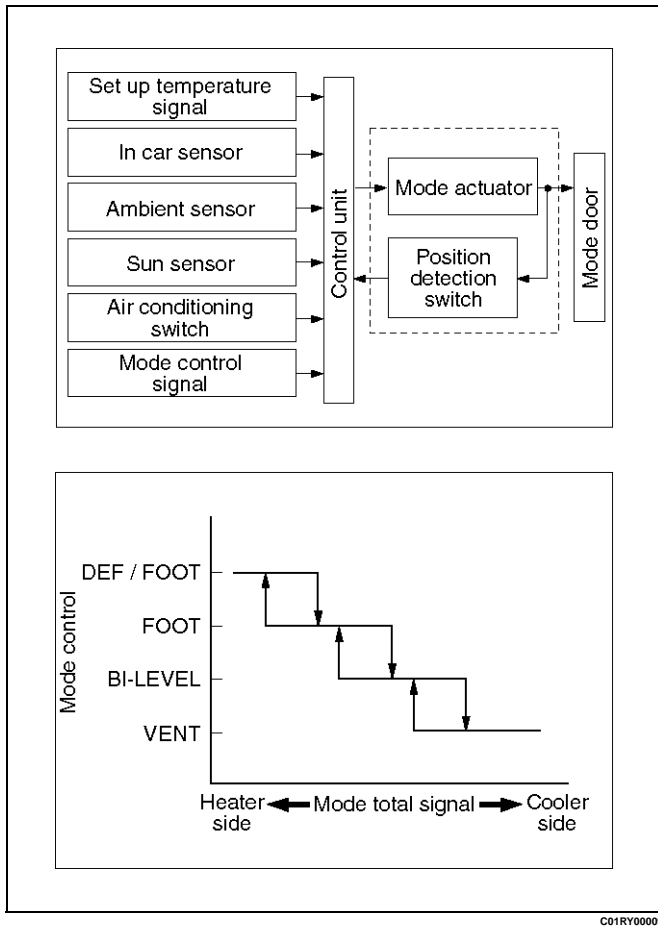 Set up temperature
signal
In car sensor
Ambient sensor
Sun sensor
Air conditioning
switch
Mode control
signal
Control unit
Mode actuator
Position
detection
switch
Mode door
Mode control
DEF / FOOT
FOOT
BI-LEVEL
VENT
Heater
side
Mode total signal
Cooler
side